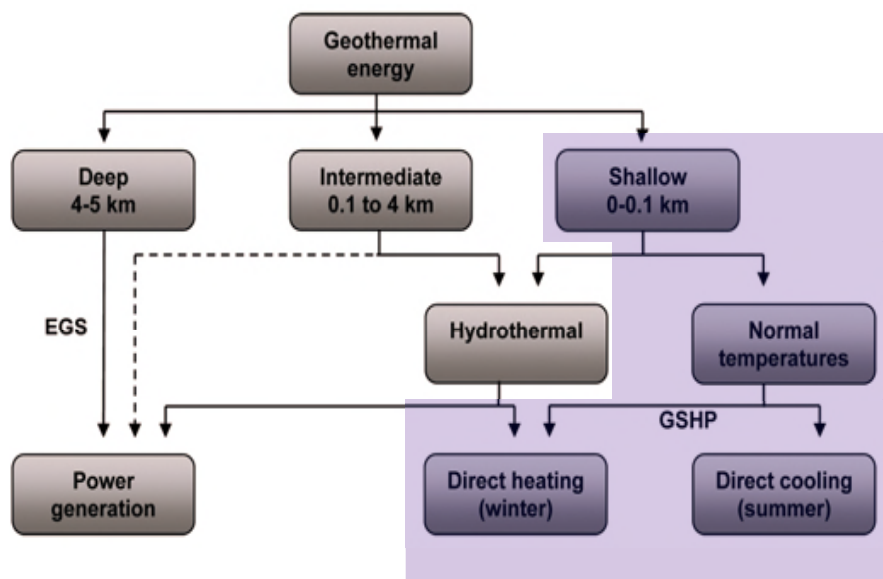 Geothermal
energy
Deep
4-5 km
Intermediate
0.1 to 4 km
Shallow
0-0.1 km
EGS
Hydrothermal
Normal
temperatures
GSHP
Power
generation
Direct heating
(winter)
Direct cooling
(summer)